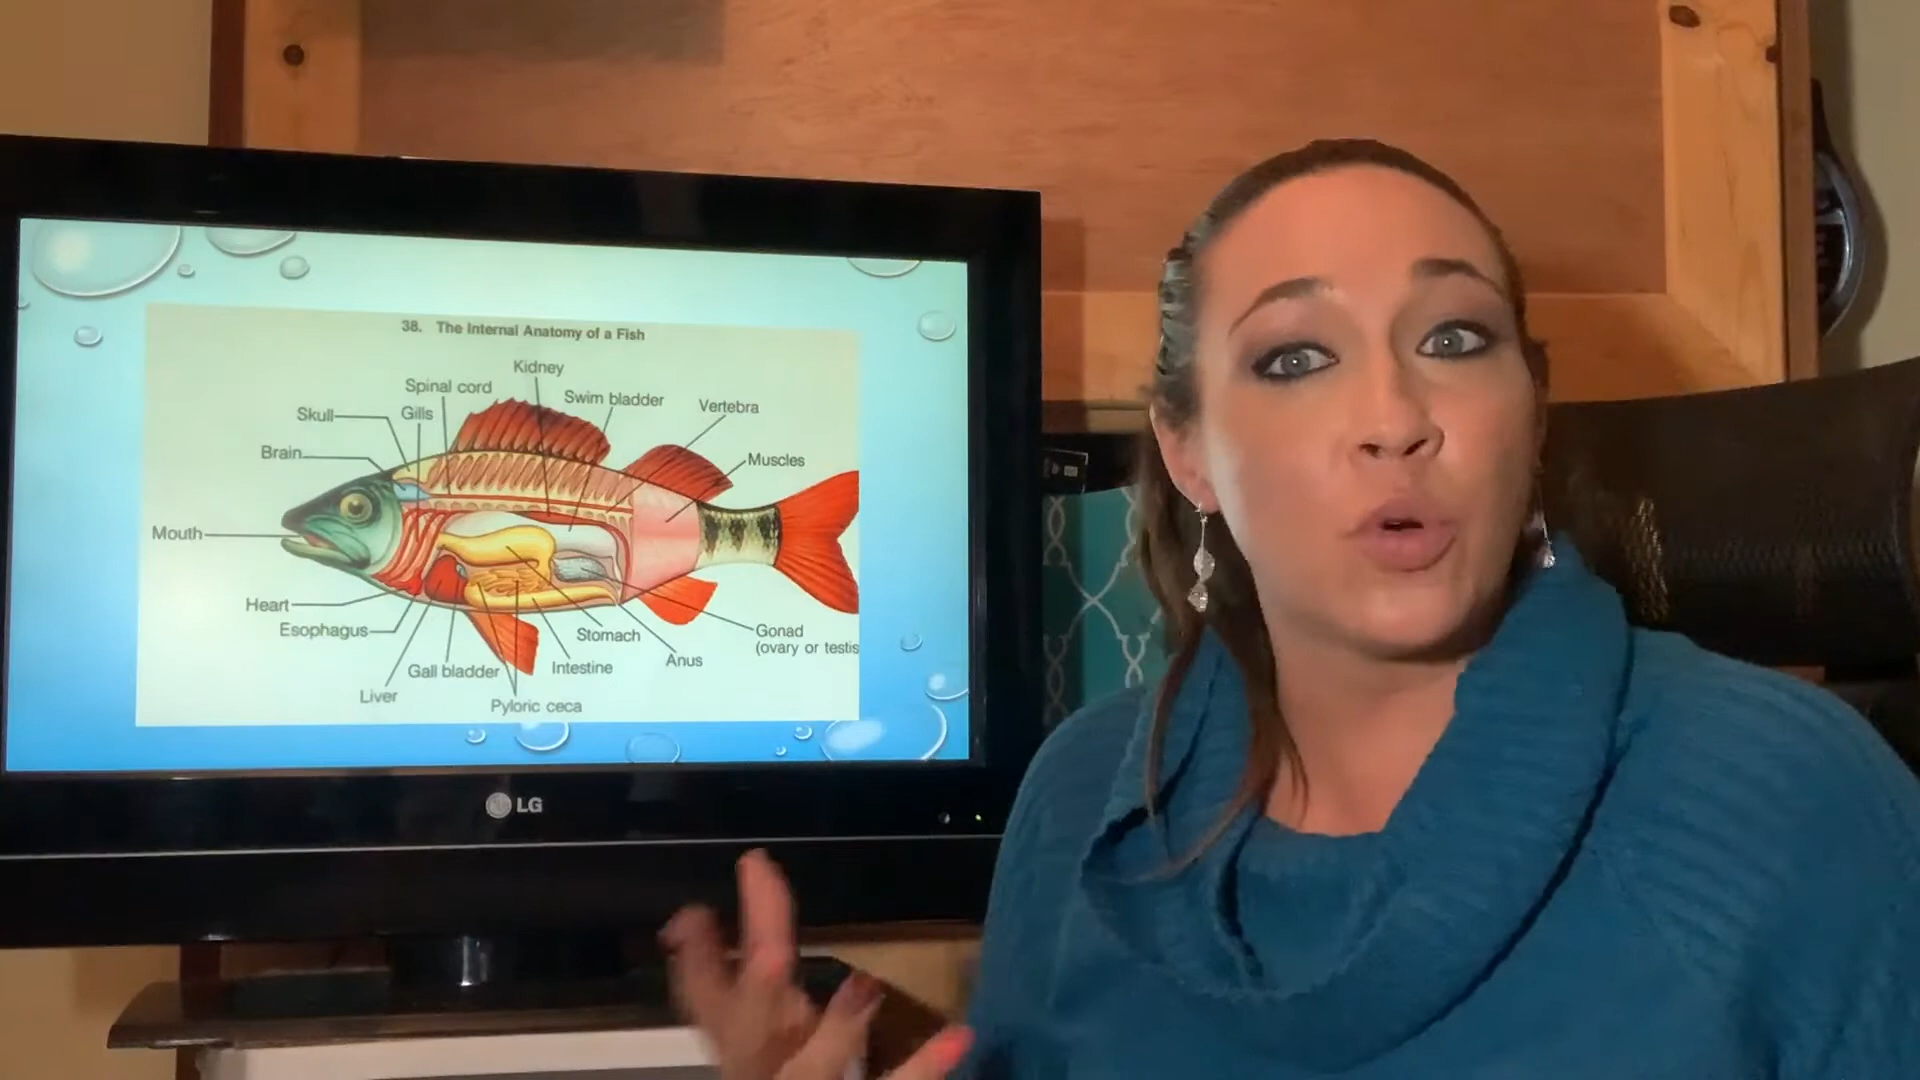 38. The Internal Anatomy of a Fish
Kidney
Spinal cord
Swim bladder
Vertebra
Skull
Gills
Brain
Muscles
Mouth
Heart
Esophagus
Stomach
Gonad
(ovary or testis
Gall bladder
Intestine
Anus
Liver
Pyloric ceca
LG